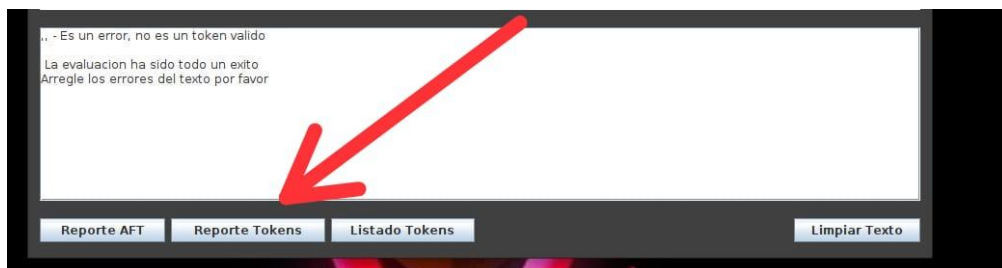 ,, - Es un error, no es un token valido
La evaluacion ha sido todo un exito
Arregle los errores del texto por favor
Reporte AFT Reporte Tokens Listado Tokens Limpiar Texto